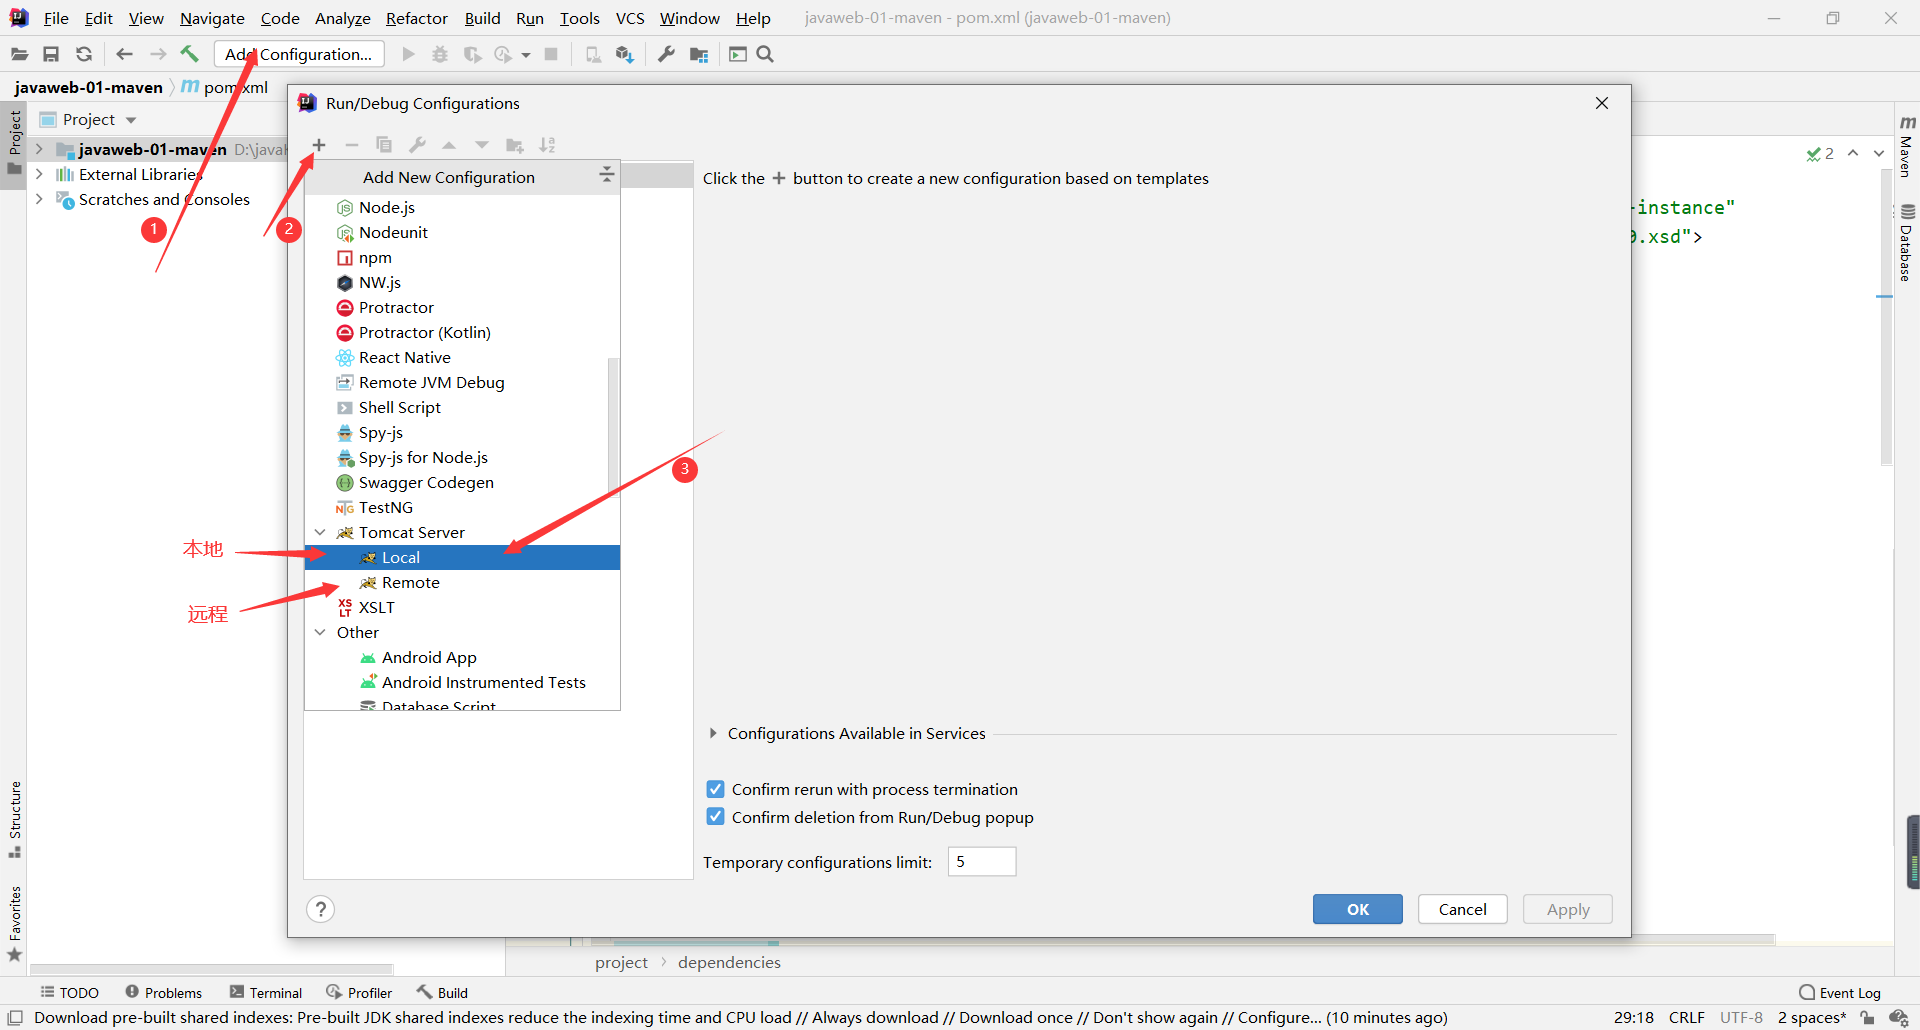 File Edit View Navigate Code Analyze Refactor Build Run Tools VCS Window Help javaweb-01-maven - pom.xml (javaweb-01-maven)
Add Configuration...
javaweb-01-maven pom.xml
Project
javaweb-01-maven D:\java
External Libraries
Scratches and Consoles
Project
Structure
Favorites
1
2
3
本地
远程
Run/Debug Configurations
Add New Configuration
Node.js
Nodeunit
npm
NW.js
Protractor
Protractor (Kotlin)
React Native
Remote JVM Debug
Shell Script
Spy-js
Spy-js for Node.js
Swagger Codegen
TestNG
Tomcat Server
Local
Remote
XSLT
Other
Android App
Android Instrumented Tests
Database Script
Click the + button to create a new configuration based on templates
Configurations Available in Services
Confirm rerun with process termination
Confirm deletion from Run/Debug popup
Temporary configurations limit: 5
? OK Cancel Apply
2
-instance"
0.xsd">
Maven
Database
project › dependencies
TODO Problems Terminal Profiler Build Event Log
Download pre-built shared indexes: Pre-built JDK shared indexes reduce the indexing time and CPU load // Always download // Download once // Don't show again // Configure... (10 minutes ago) 29:18 CRLF UTF-8 2 spaces*